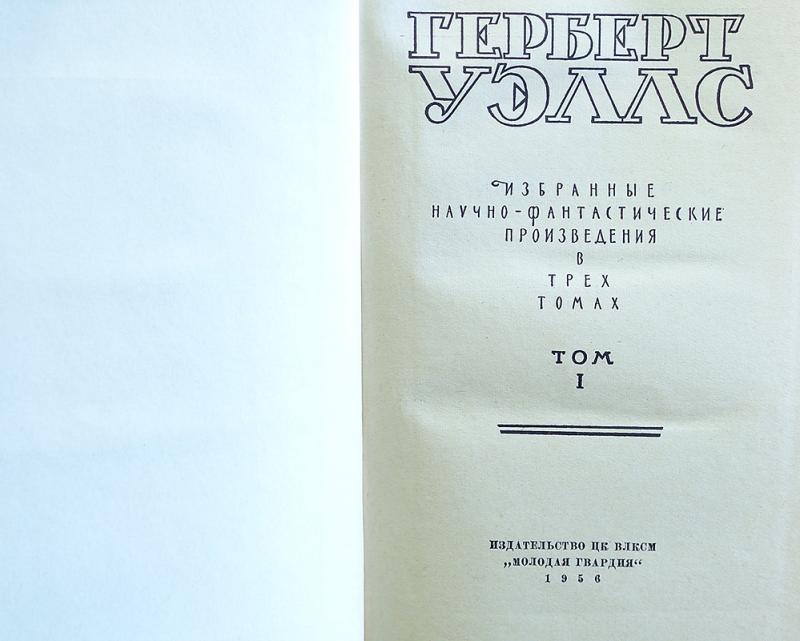 ГЕРБЕРТ
УЭЛЛС
ИЗБРАННЫЕ
НАУЧНО-ФАНТАСТИЧЕСКИЕ
ПРОИЗВЕДЕНИЯ
В
ТРЕХ
ТОМАХ
ТОМ
I
ИЗДАТЕЛЬСТВО ЦК ВЛКСМ
„МОЛОДАЯ ГВАРДИЯ“
1956